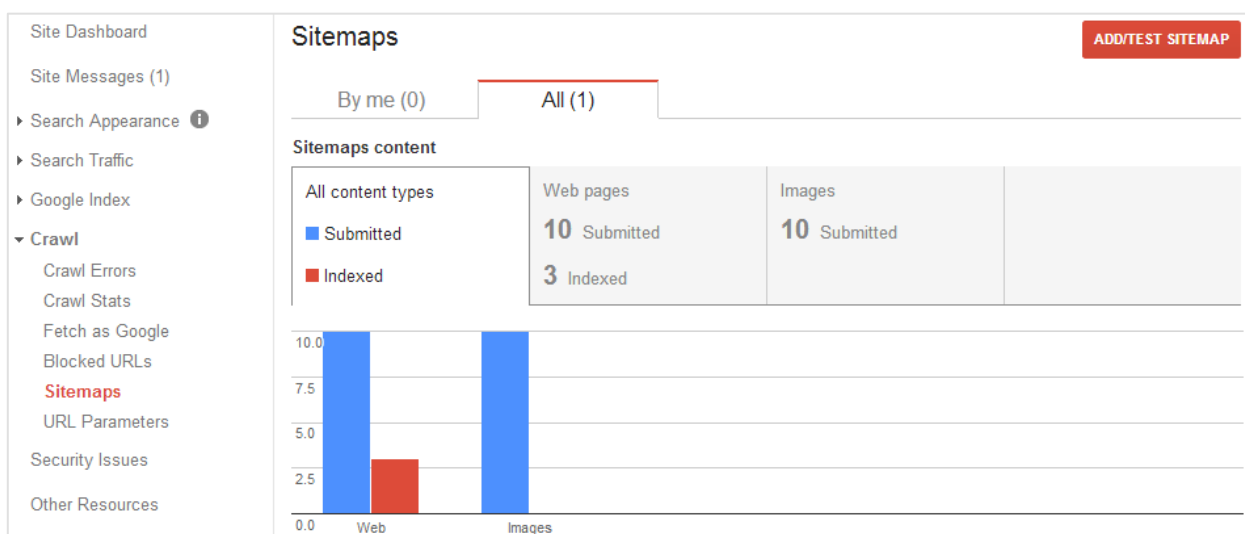 Site Dashboard
Site Messages (1)
Search Appearance
Search Traffic
Google Index
Crawl
Crawl Errors
Crawl Stats
Fetch as Google
Blocked URLs
Sitemaps
URL Parameters
Security Issues
Other Resources
Sitemaps
ADD/TEST SITEMAP
By me (0)
All (1)
Sitemaps content
All content types
Submitted
Indexed
Web pages
10 Submitted
3 Indexed
Images
10 Submitted
10.0
7.5
5.0
2.5
0.0
Web
Images